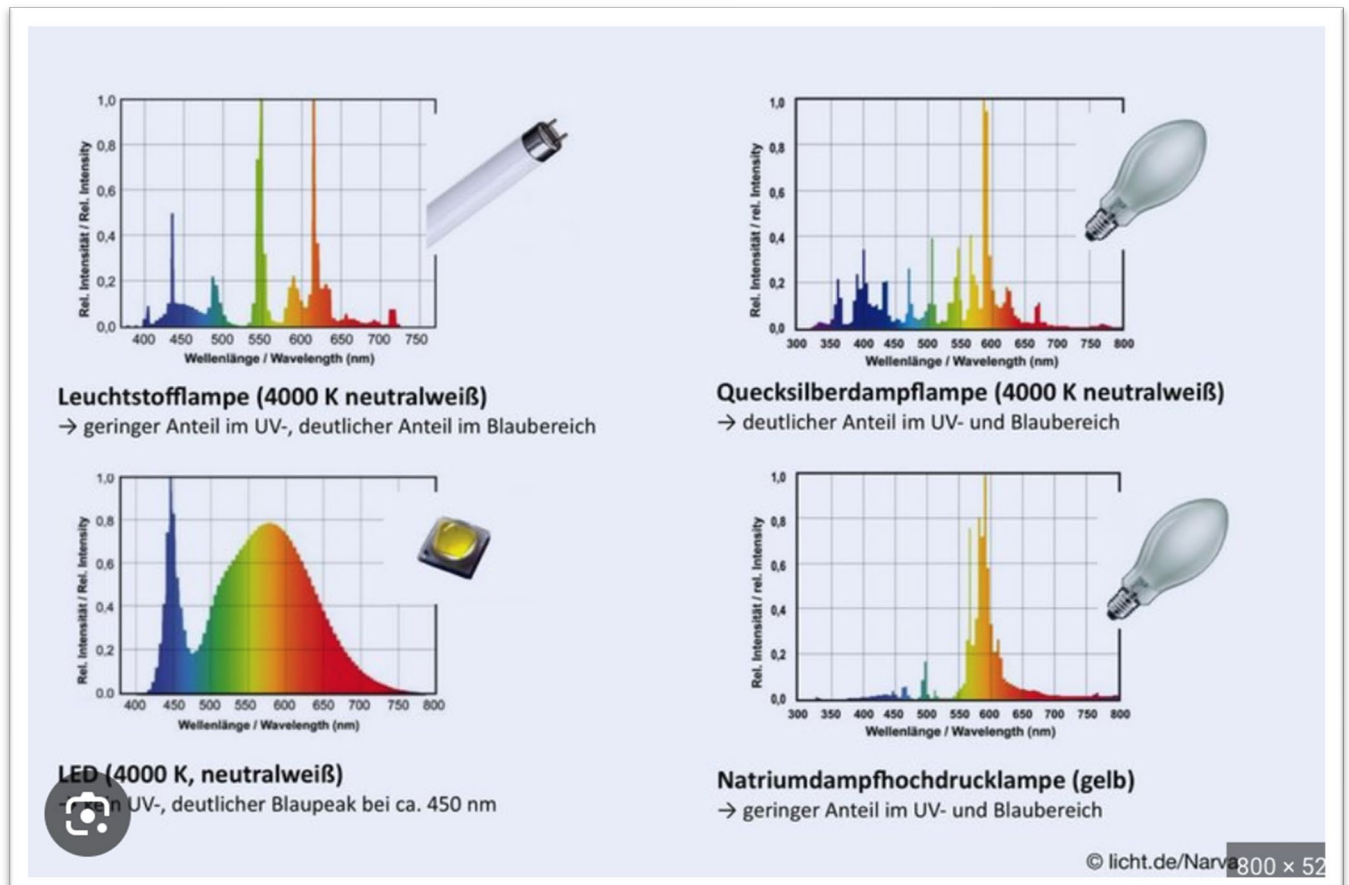 1,0
0,8
0,6
0,4
0,2
0,0
Rel. Intensität / Rel. Intensity
400 450 500 550 600 650 700 750
Wellenlänge / Wavelength (nm)
Leuchtstofflampe (4000 K neutralweiß)
→ geringer Anteil im UV-, deutlicher Anteil im Blaubereich
1,0
0,8
0,6
0,4
0,2
0,0
Rel. Intensität / rel. Intensity
300 350 400 450 500 550 600 650 700 750 800
Wellenlänge / Wavelength (nm)
Quecksilberdampflampe (4000 K neutralweiß)
→ deutlicher Anteil im UV- und Blaubereich
1,0
0,8
0,6
0,4
0,2
0.0
Rel. Intensität / Rel. Intensity
400 450 500 550 600 650 700 750 800
Wellenlänge / Wavelength (nm)
LED (4000 K, neutralweiß)
→ kein UV-, deutlicher Blaupeak bei ca. 450 nm
1,0
0,8
0,6
0,4
0,2
0,0
Rel. Intensität / rel. Intensity
300 350 400 450 500 550 600 650 700 750 800
Wellenlänge / Wavelength (nm)
Natriumdampfhochdrucklampe (gelb)
→ geringer Anteil im UV- und Blaubereich
© licht.de/Narva
800 × 52